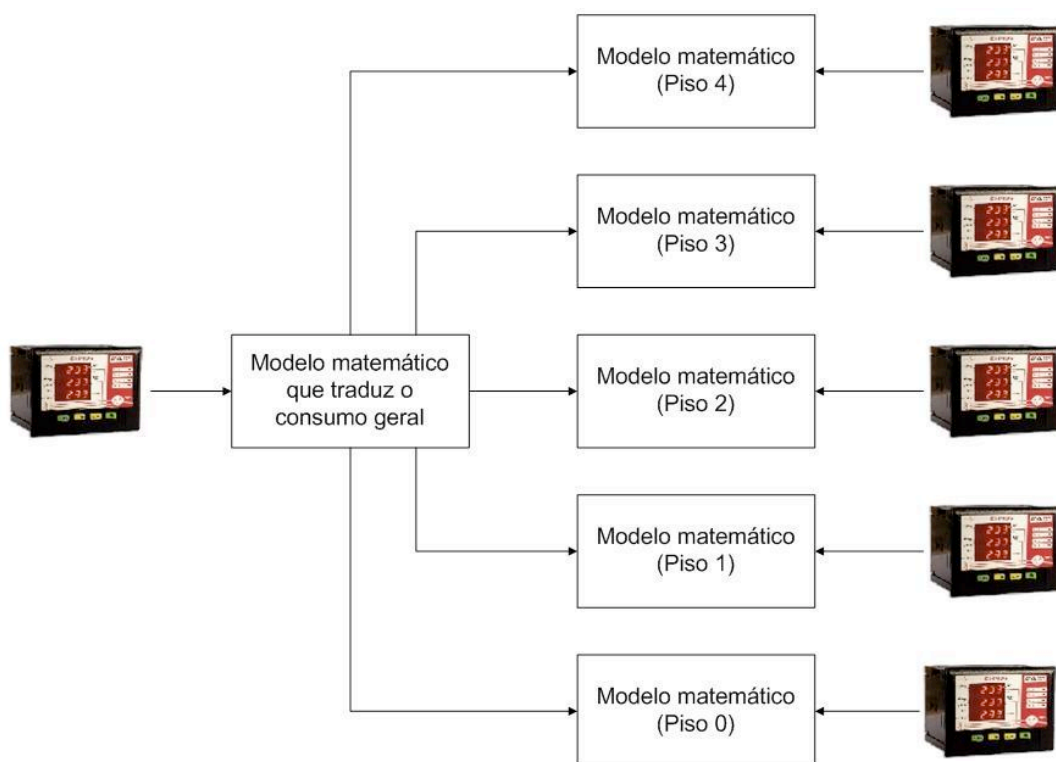 Modelo matemático
(Piso 4)
Modelo matemático
(Piso 3)
Modelo matemático
que traduz o
consumo geral
Modelo matemático
(Piso 2)
Modelo matemático
(Piso 1)
Modelo matemático
(Piso 0)